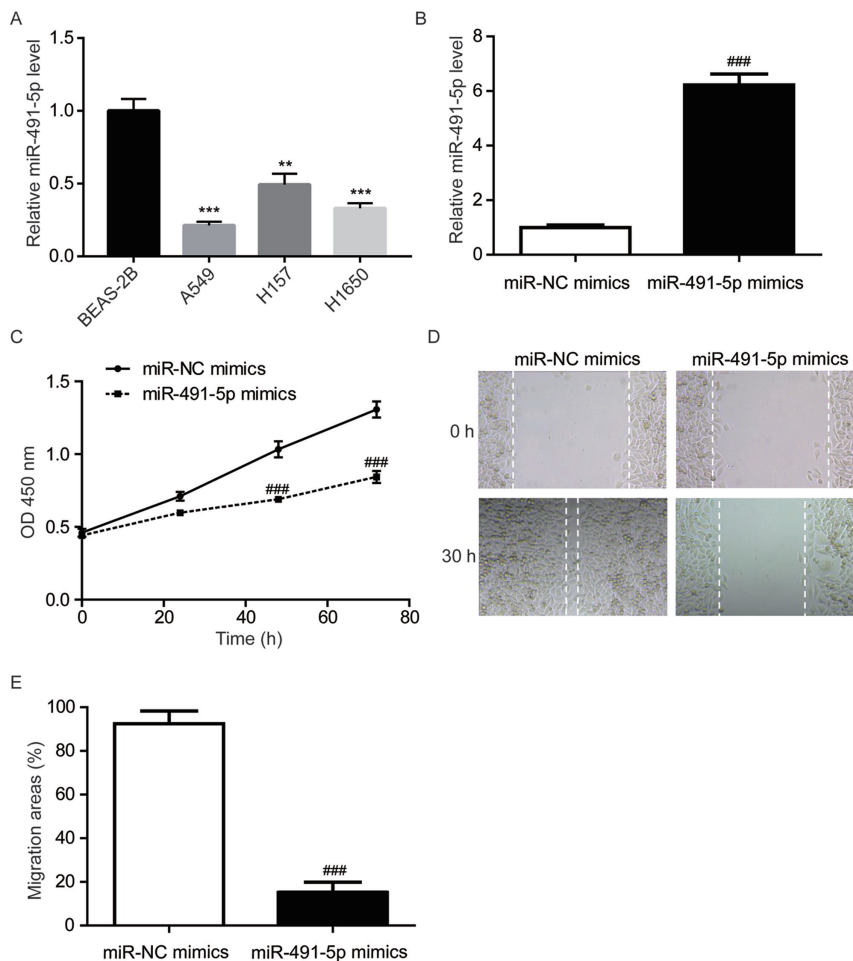 A
Relative miR-491-5p level
1.5
1.0
0.5
0.0
***
**
***
BEAS-2B
A549
H157
H1650
B
Relative miR-491-5p level
8
6
4
2
0
###
miR-NC mimics
miR-491-5p mimics
C
miR-NC mimics
miR-491-5p mimics
OD 450 nm
1.5
1.0
0.5
0.0
###
###
0
20
40
60
80
Time (h)
D
miR-NC mimics
miR-491-5p mimics
0 h
30 h
E
Migration areas (%)
100
80
60
40
20
0
###
miR-NC mimics
miR-491-5p mimics